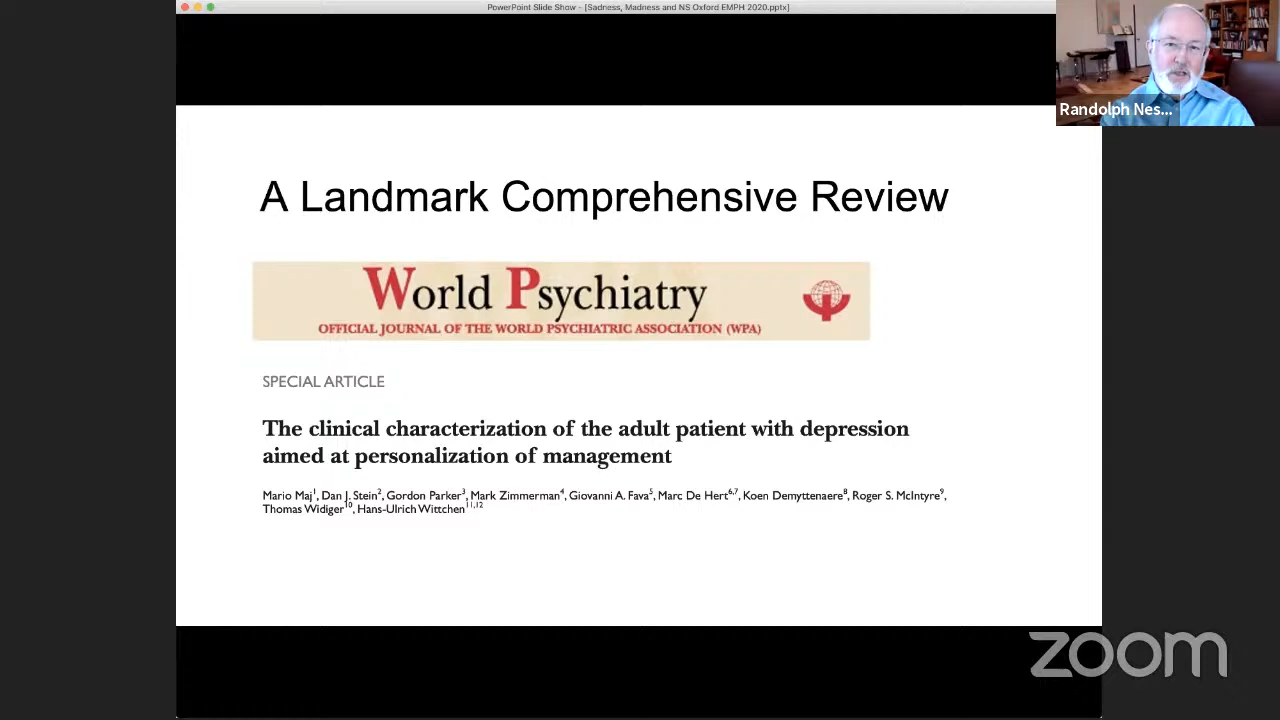 PowerPoint Slide Show - [Sadness, Madness and NS Oxford EMPH 2020.pptx]
Randolph Nes...
A Landmark Comprehensive Review
World Psychiatry
OFFICIAL JOURNAL OF THE WORLD PSYCHIATRIC ASSOCIATION (WPA)
SPECIAL ARTICLE
The clinical characterization of the adult patient with depression
aimed at personalization of management
Mario Maj1, Dan J. Stein2, Gordon Parker3, Mark Zimmerman4, Giovanni A. Fava5, Marc De Hert6,7, Koen Demyttenaere8, Roger S. McIntyre9,
Thomas Widiger10, Hans-Ulrich Wittchen11,12
zoom